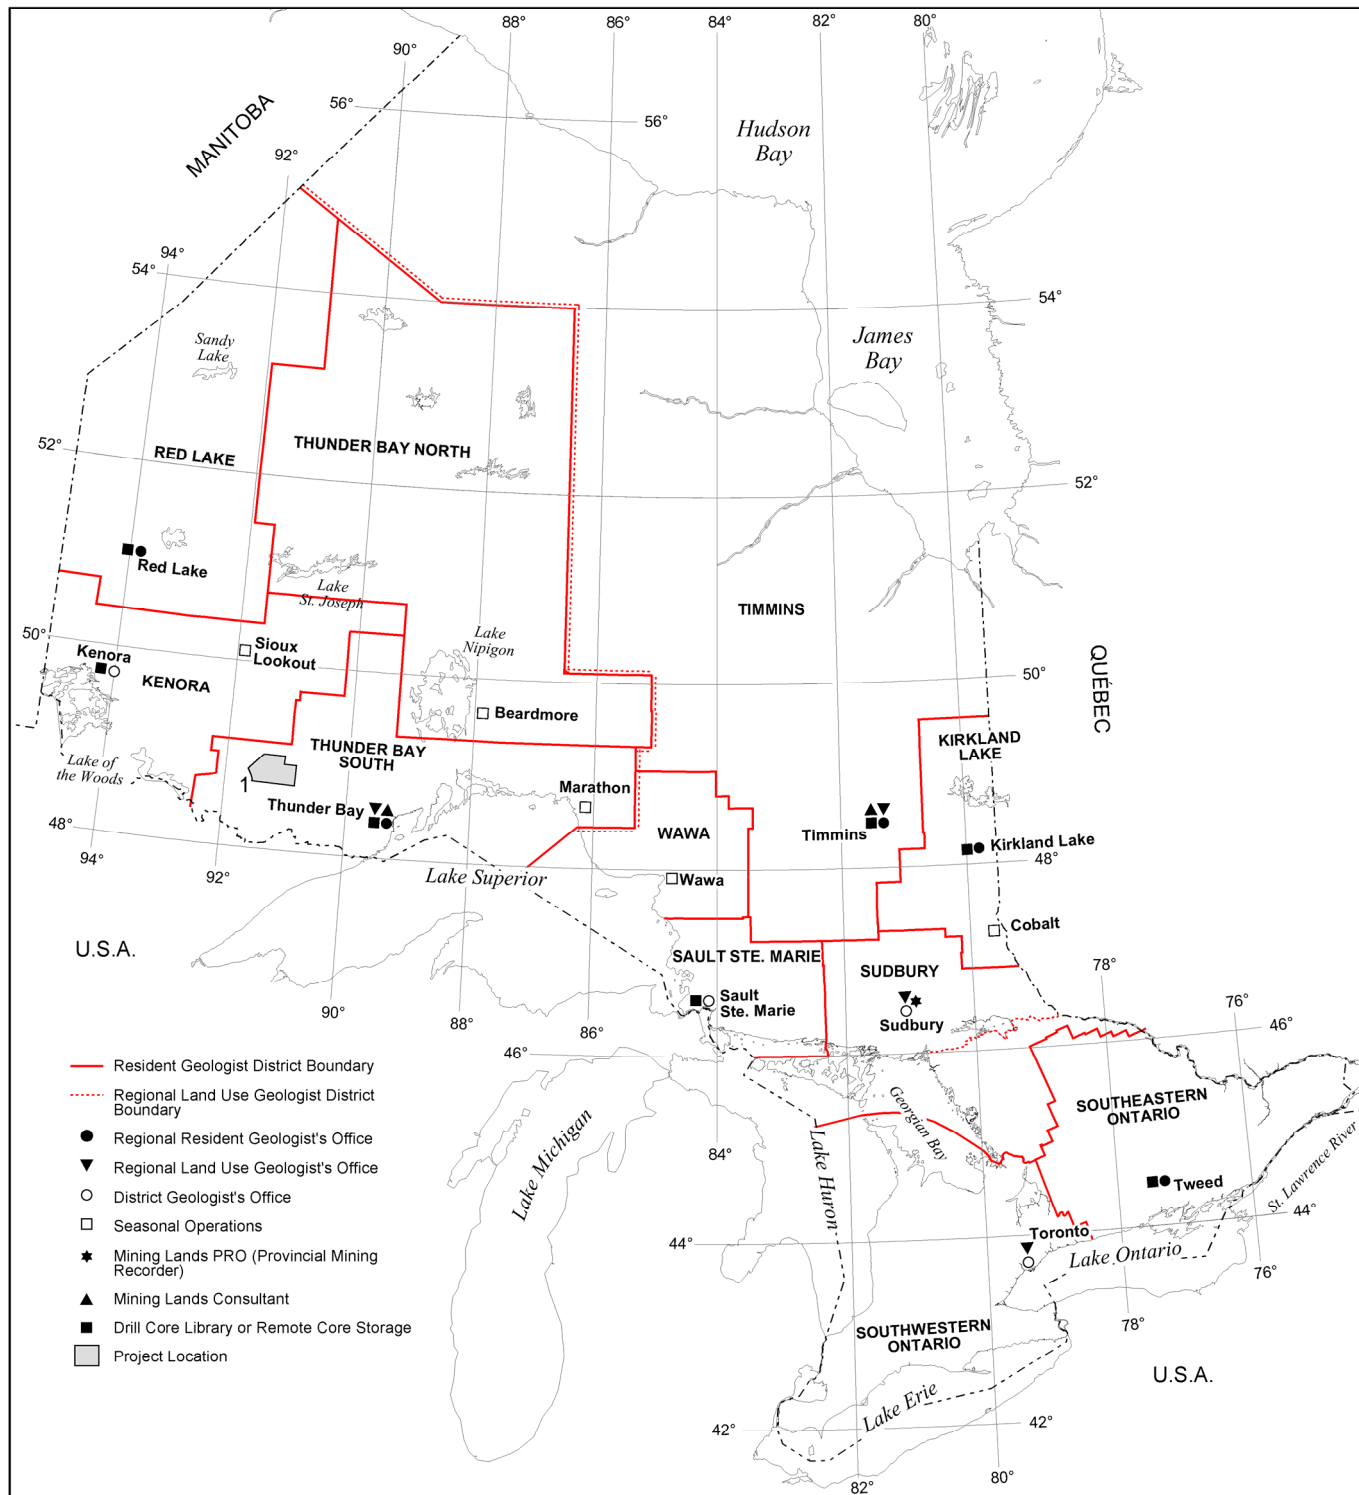 88°
86°
84°
82°
80°
90°
56°
56°
MANITOBA
92°
Hudson
Bay
94°
54°
54°
Sandy
Lake
James
Bay
52°
RED LAKE
THUNDER BAY NORTH
52°
Red Lake
Lake
St. Joseph
TIMMINS
50°
Kenora
Sioux
Lookout
KENORA
Lake
Nipigon
50°
QUÉBEC
Beardmore
THUNDER BAY
SOUTH
KIRKLAND
LAKE
Lake of
the Woods
1
Marathon
Thunder Bay
WAWA
Timmins
Kirkland Lake
48°
48°
94°
92°
Lake Superior
Wawa
Cobalt
U.S.A.
SAULT STE. MARIE
SUDBURY
78°
76°
90°
88°
86°
Sault
Ste. Marie
Sudbury
46°
46°
Resident Geologist District Boundary
Regional Land Use Geologist District
Boundary
Regional Resident Geologist's Office
Regional Land Use Geologist's Office
District Geologist's Office
Seasonal Operations
Mining Lands PRO (Provincial Mining
Recorder)
Mining Lands Consultant
Drill Core Library or Remote Core Storage
Project Location
Lake Michigan
84°
Lake Huron
Georgian Bay
SOUTHEASTERN
ONTARIO
Tweed
St. Lawrence River
44°
44°
Toronto
Lake Ontario
76°
78°
SOUTHWESTERN
ONTARIO
U.S.A.
Lake Erie
42°
42°
82°
80°